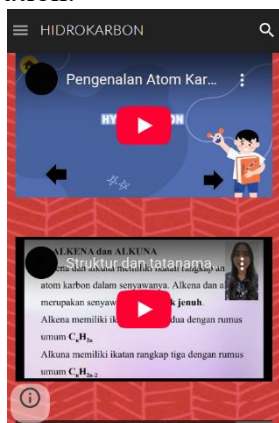 HIDROKARBON
Pengenalan Atom Kar...
ALKENA dan ALKUNA
Struktur dan tatanama...
atom karbon dalam senyawanya. Alkena dan
merupakan senyaw k jenuh.
Alkena memiliki ik dua dengan rumus
umum CₙH₂ₙ
Alkuna memiliki ikatan rangkap tiga dengan rumus
umum CₙH₂ₙ₋₂